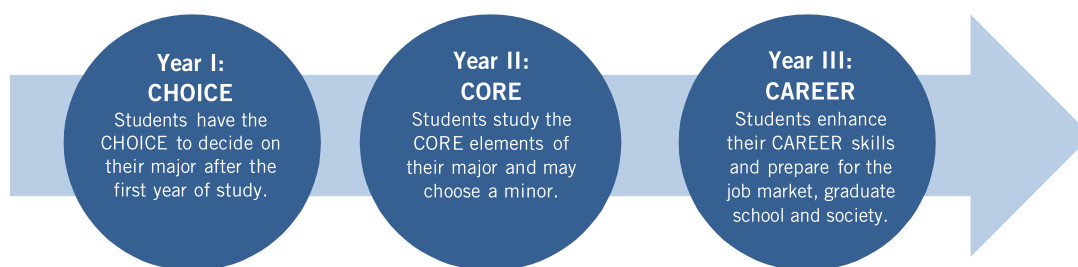 Year I:
CHOICE
Students have the
CHOICE to decide on
their major after the
first year of study.
Year II:
CORE
Students study the
CORE elements of
their major and may
choose a minor.
Year III:
CAREER
Students enhance
their CAREER skills
and prepare for the
job market, graduate
school and society.